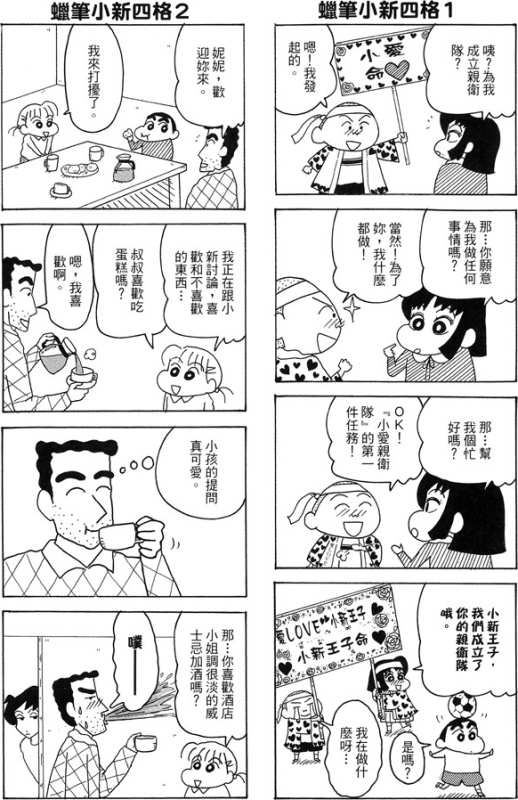 蠟筆小新四格1
咦?為我
成立親衛
隊?
小愛
命
嗯!我發
起的。
那…你願意
為我做任何
事情嗎?
當然!為了
妳,我什麼
都做!
那…幫
我個忙
好嗎?
OK!
『小愛親衛
隊』的第一
件任務!
小新王子,
我們成立了
你的親衛隊
哦。
愛LOVE小新王子
小新王子命
是嗎?
我在做什
麼呀…
蠟筆小新四格2
妮妮,歡
迎妳來。
我來打擾了。
我正在跟小
新討論,喜
歡和不喜歡
的東西…
叔叔喜歡吃
蛋糕嗎?
嗯,我喜
歡啊。
小孩的提問
真可愛。
那…你喜歡酒店
小姐調很淡的威
士忌加酒嗎?
噗——